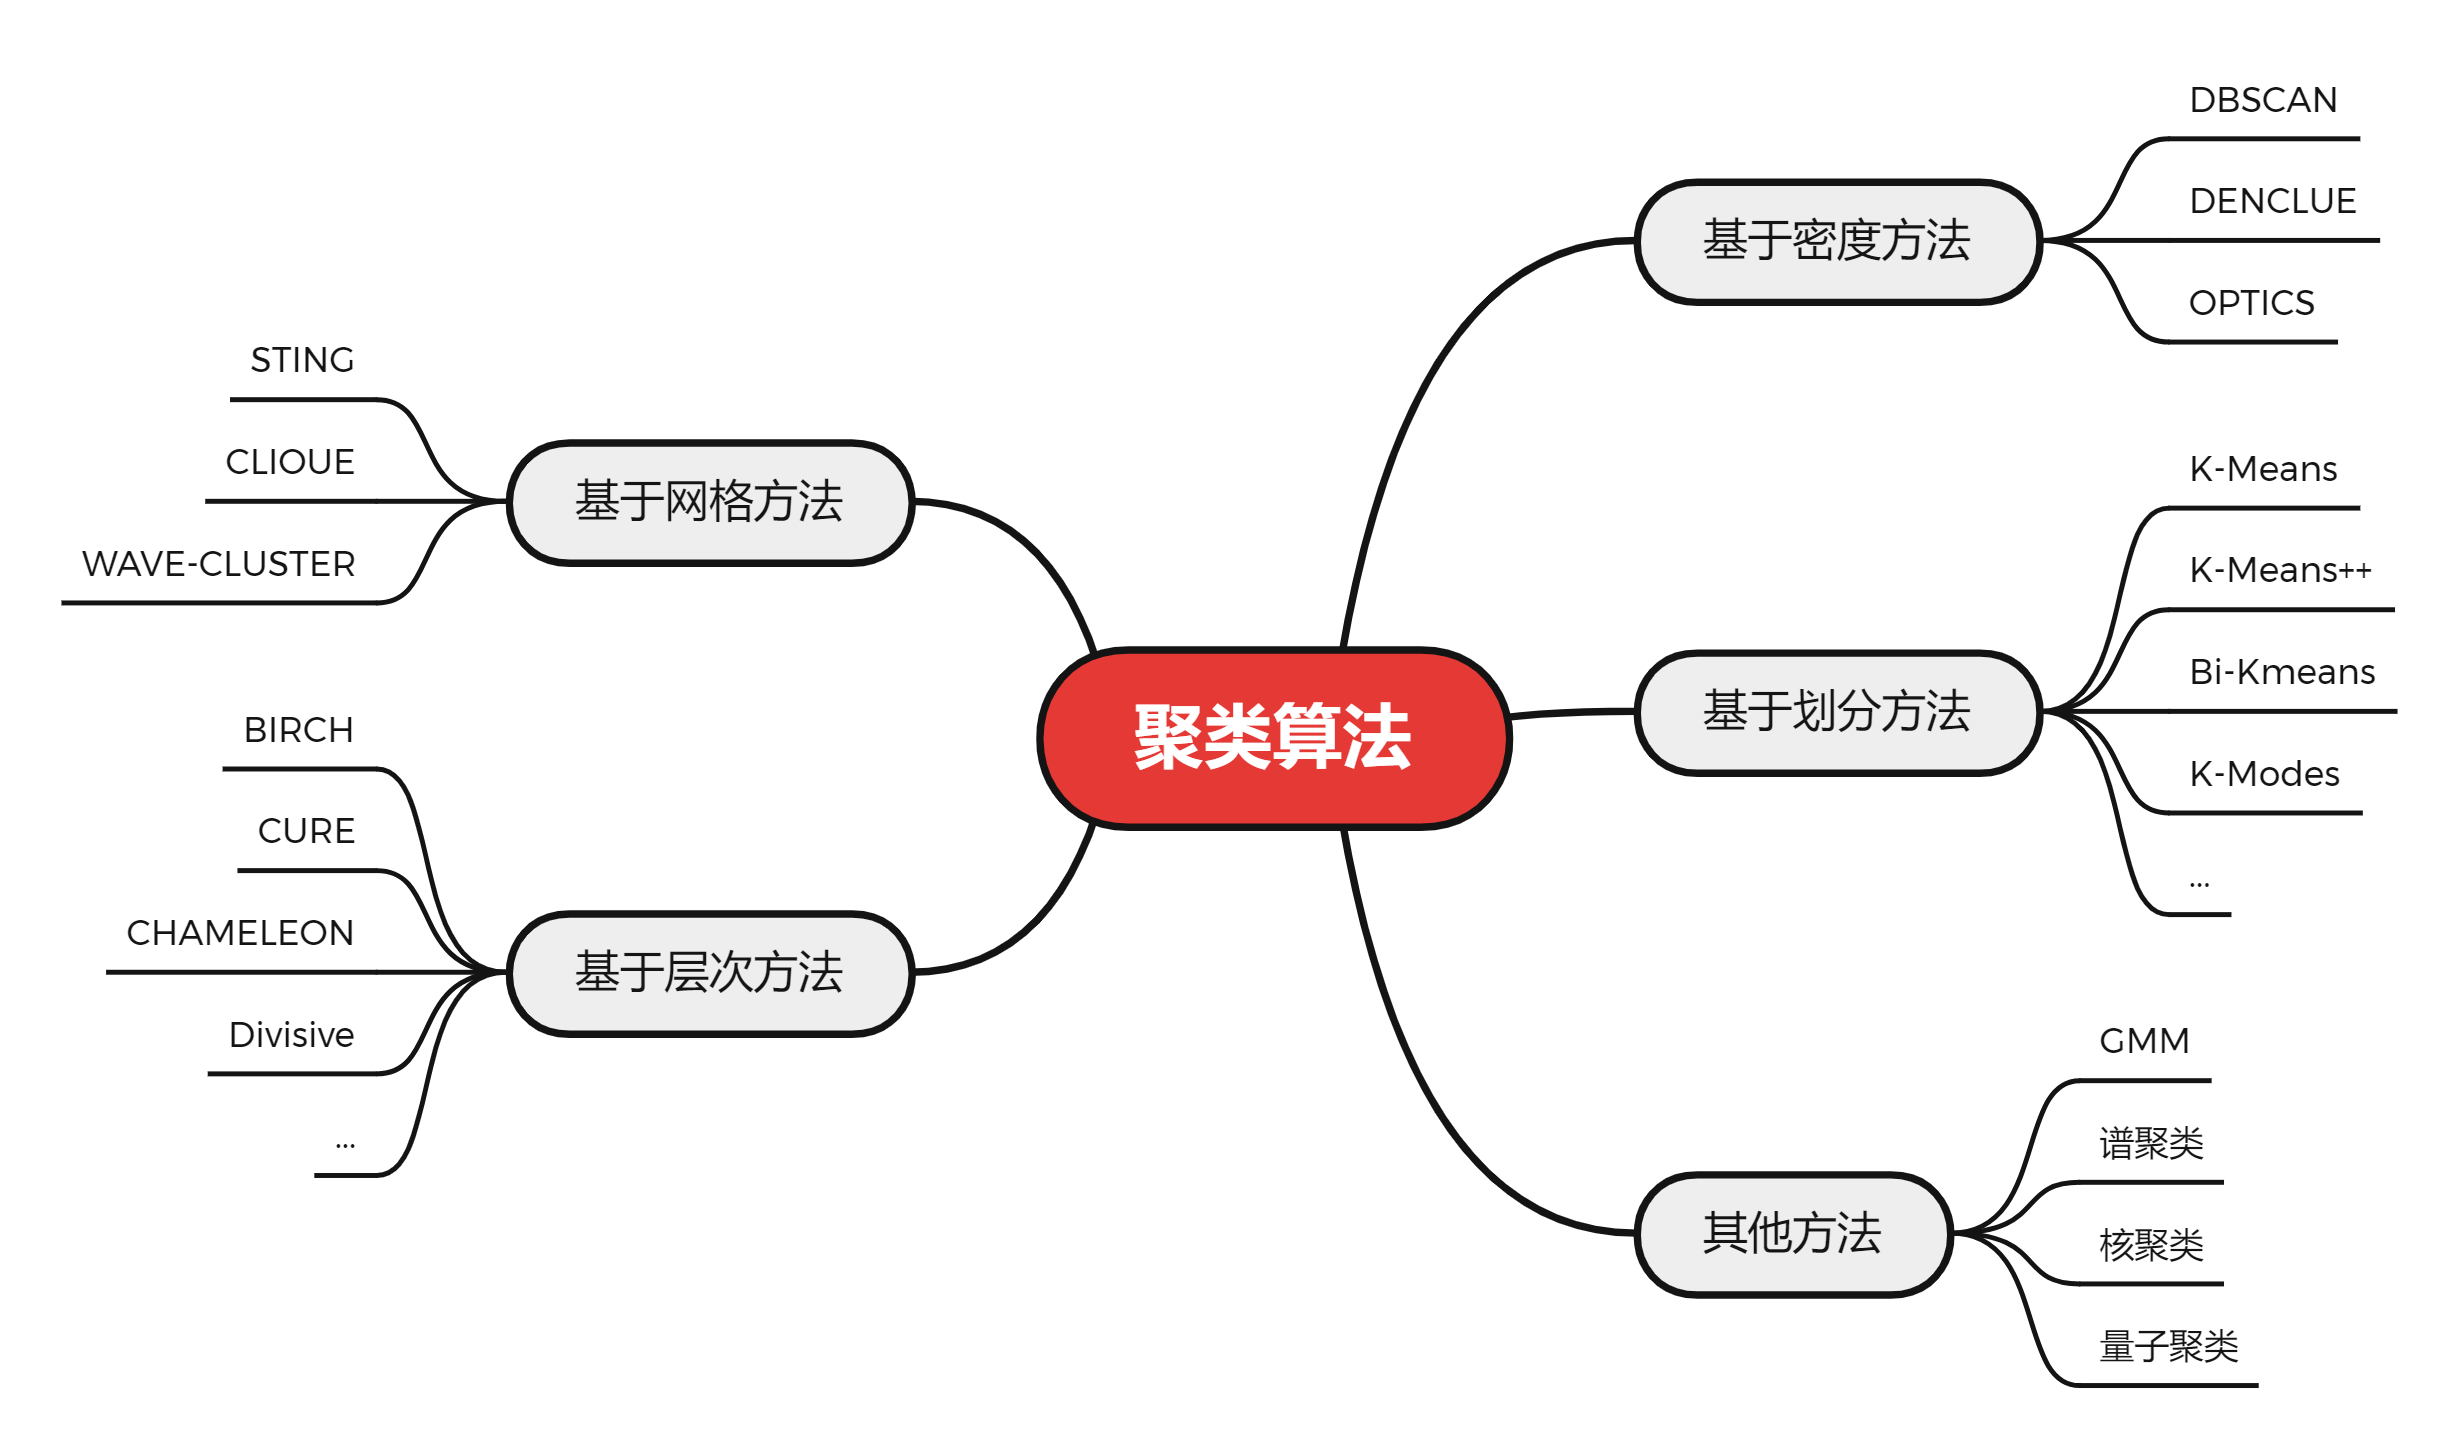 聚类算法
基于密度方法
DBSCAN
DENCLUE
OPTICS
基于划分方法
K-Means
K-Means++
Bi-Kmeans
K-Modes
...
其他方法
GMM
谱聚类
核聚类
量子聚类
基于网格方法
STING
CLIOUE
WAVE-CLUSTER
基于层次方法
BIRCH
CURE
CHAMELEON
Divisive
...